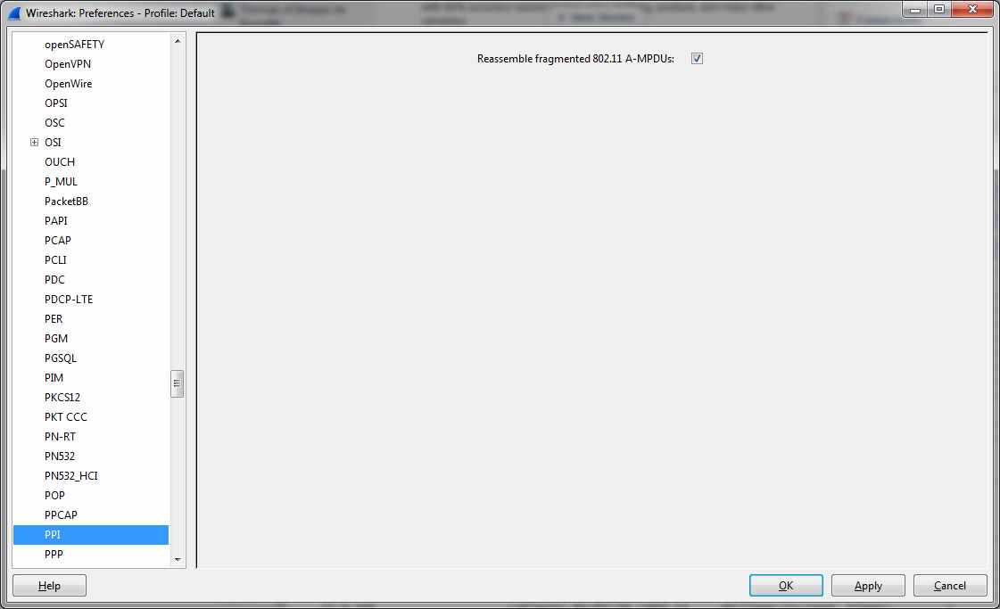 Wireshark: Preferences - Profile: Default
openSAFETY
OpenVPN
OpenWire
OPSI
OSC
OSI
OUCH
P_MUL
PacketBB
PAPI
PCAP
PCLI
PDC
PDCP-LTE
PER
PGM
PGSQL
PIM
PKCS12
PKT CCC
PN-RT
PN532
PN532_HCI
POP
PPCAP
PPI
PPP
Reassemble fragmented 802.11 A-MPDUs:
Help
OK
Apply
Cancel